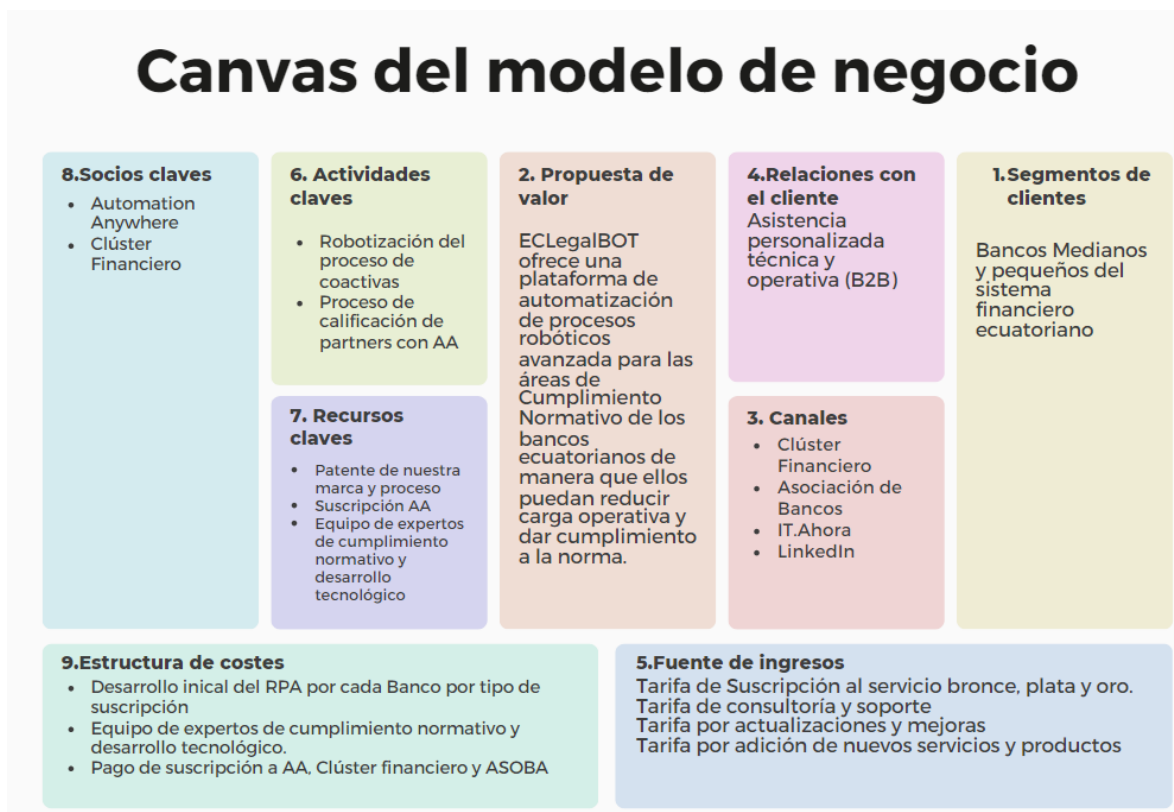 Canvas del modelo de negocio
8.Socios claves
• Automation
Anywhere
• Clúster
Financiero
6. Actividades
claves
• Robotización del
proceso de
coactivas
• Proceso de
calificación de
partners con AA
7. Recursos
claves
• Patente de nuestra
marca y proceso
• Suscripción AA
• Equipo de expertos
de cumplimiento
normativo y
desarrollo
tecnológico
2. Propuesta de
valor
ECLegalBOT
ofrece una
plataforma de
automatización
de procesos
robóticos
avanzada para las
áreas de
Cumplimiento
Normativo de los
bancos
ecuatorianos de
manera que ellos
puedan reducir
carga operativa y
dar cumplimiento
a la norma.
4.Relaciones con
el cliente
Asistencia
personalizada
técnica y
operativa (B2B)
3. Canales
• Clúster
Financiero
• Asociación de
Bancos
• IT.Ahora
• LinkedIn
1.Segmentos de
clientes
Bancos Medianos
y pequeños del
sistema
financiero
ecuatoriano
9.Estructura de costes
• Desarrollo inical del RPA por cada Banco por tipo de
suscripción
• Equipo de expertos de cumplimiento normativo y
desarrollo tecnológico.
• Pago de suscripción a AA, Clúster financiero y ASOBA
5.Fuente de ingresos
Tarifa de Suscripción al servicio bronce, plata y oro.
Tarifa de consultoría y soporte
Tarifa por actualizaciones y mejoras
Tarifa por adición de nuevos servicios y productos